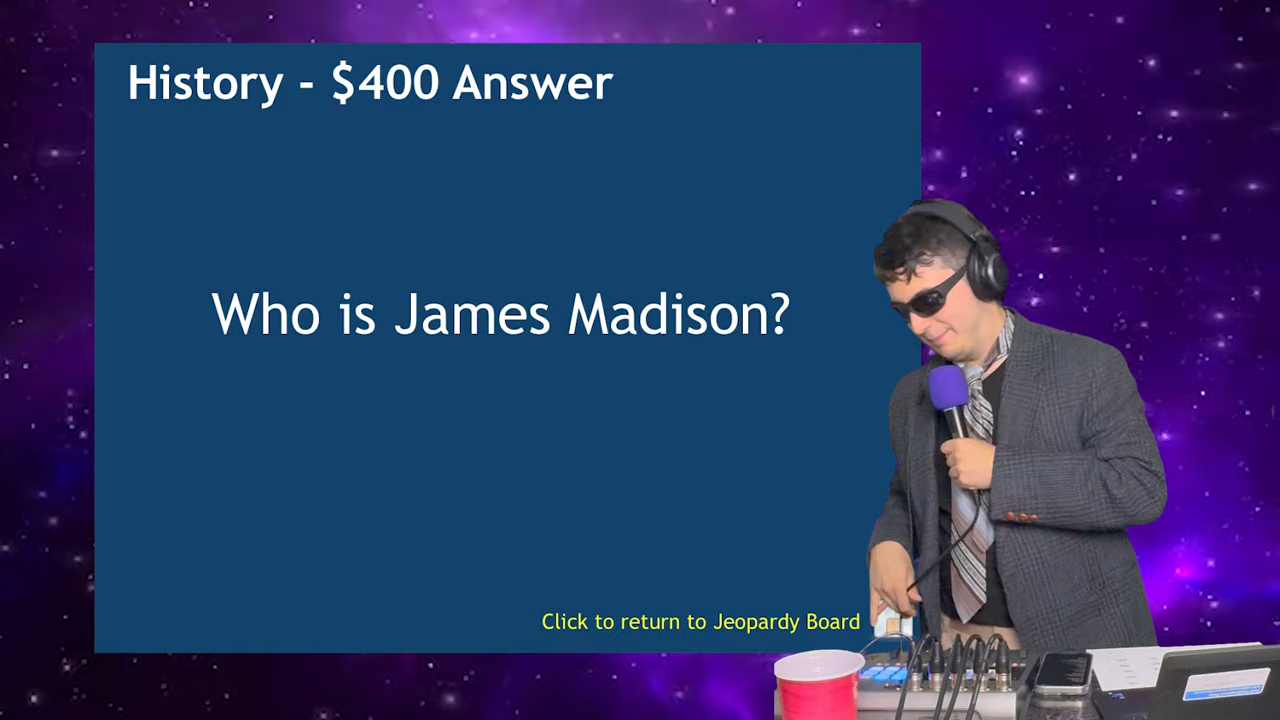 History - $400 Answer
Who is James Madison?
Click to return to Jeopardy Board